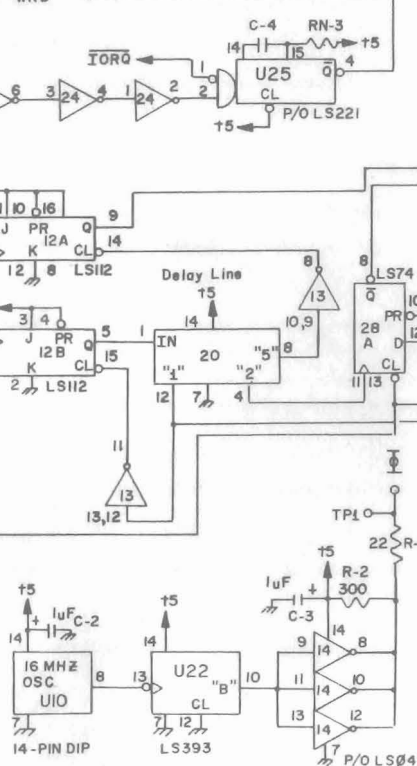 C-4 RN-3
14 15 +5
IORQ 1
U25 Q 4
6 3 24 4 1 24 2 2
CL
+5 P/O LS221
10 16
J PR Q 9
12A
K CL 14
12 8 LS112
8 8 LS74
Delay Line
+5
13
Q
3 4 14 10,9 28 PR 10
J PR Q 5 1 IN 20 "5" 8 A D 12
12B
K CL 15 "1" "2" CL
2 LS112 12 7 4 11 13
11
13
13,12
Φ
TP1
+5 22 R-
1uF R-2
+ 300
C-3
+5 +5
+ 1uF C-2
14 14 14
9 14 8
16 MHZ
OSC 8 13 U22 10 11 14 10
U10 "B"
CL 13 14 12
7 7 12 7
14-PIN DIP LS393 P/O LSØ4